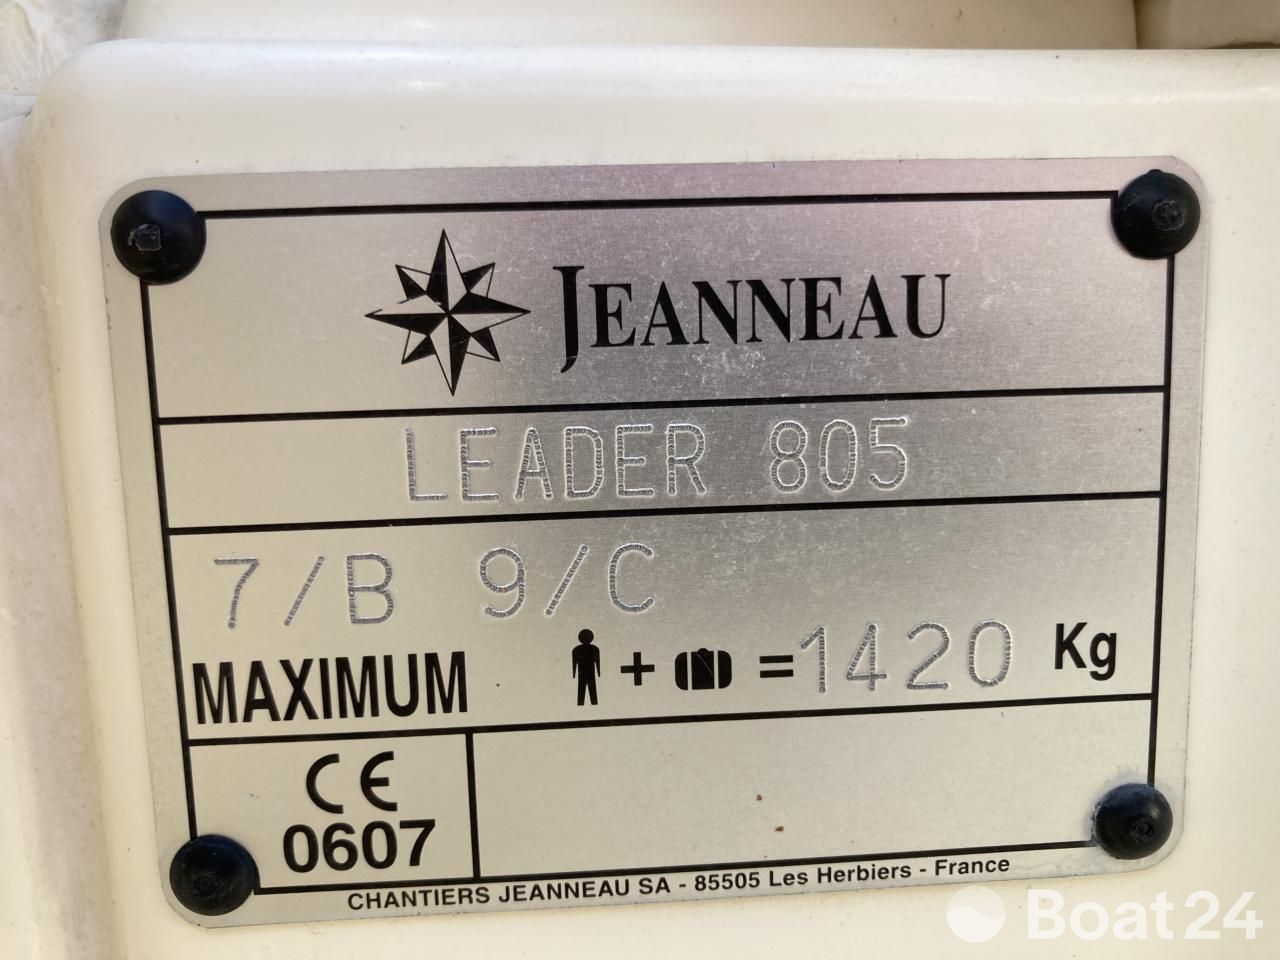 JEANNEAU
LEADER 805
7/B 9/C
MAXIMUM + = 1420 Kg
CE
0607
CHANTIERS JEANNEAU SA - 85505 Les Herbiers - France
Boat24